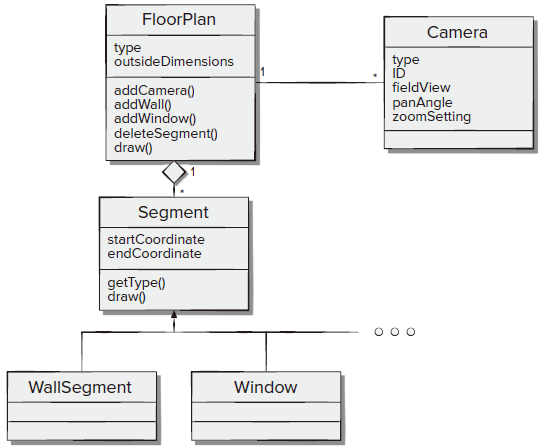 FloorPlan
type
outsideDimensions
addCamera()
addWall()
addWindow()
deleteSegment()
draw()
1
*
Camera
type
ID
fieldView
panAngle
zoomSetting
1
*
Segment
startCoordinate
endCoordinate
getType()
draw()
WallSegment
Window